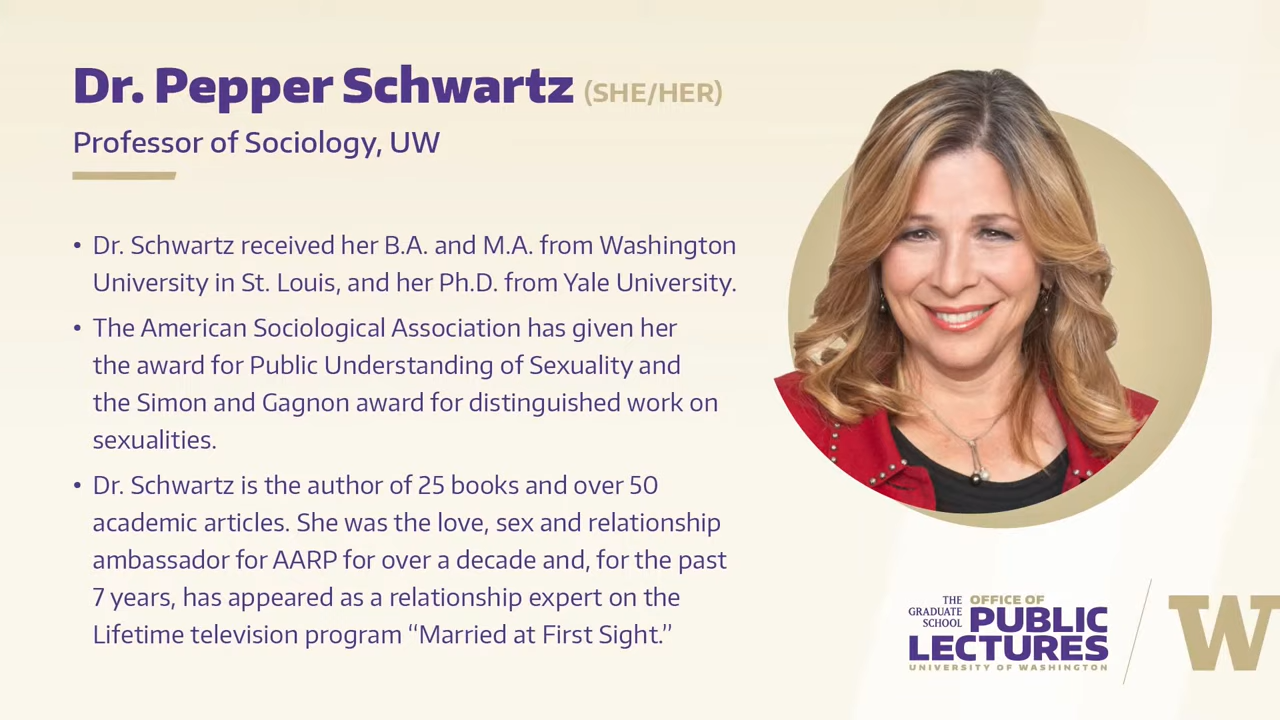 Dr. Pepper Schwartz (SHE/HER)
Professor of Sociology, UW
• Dr. Schwartz received her B.A. and M.A. from Washington
University in St. Louis, and her Ph.D. from Yale University.
• The American Sociological Association has given her
the award for Public Understanding of Sexuality and
the Simon and Gagnon award for distinguished work on
sexualities.
• Dr. Schwartz is the author of 25 books and over 50
academic articles. She was the love, sex and relationship
ambassador for AARP for over a decade and, for the past
7 years, has appeared as a relationship expert on the
Lifetime television program “Married at First Sight.”
THE
GRADUATE
SCHOOL
OFFICE OF
PUBLIC
LECTURES
UNIVERSITY OF WASHINGTON
W